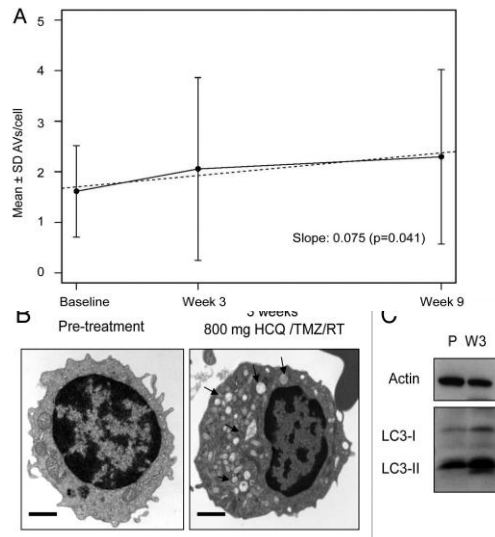 A
5
4
3
2
1
0
Mean ± SD AVs/cell
Slope: 0.075 (p=0.041)
Baseline
Week 3
Week 9
B
Pre-treatment
3 weeks
800 mg HCQ /TMZ/RT
C
P W3
Actin
LC3-I
LC3-II